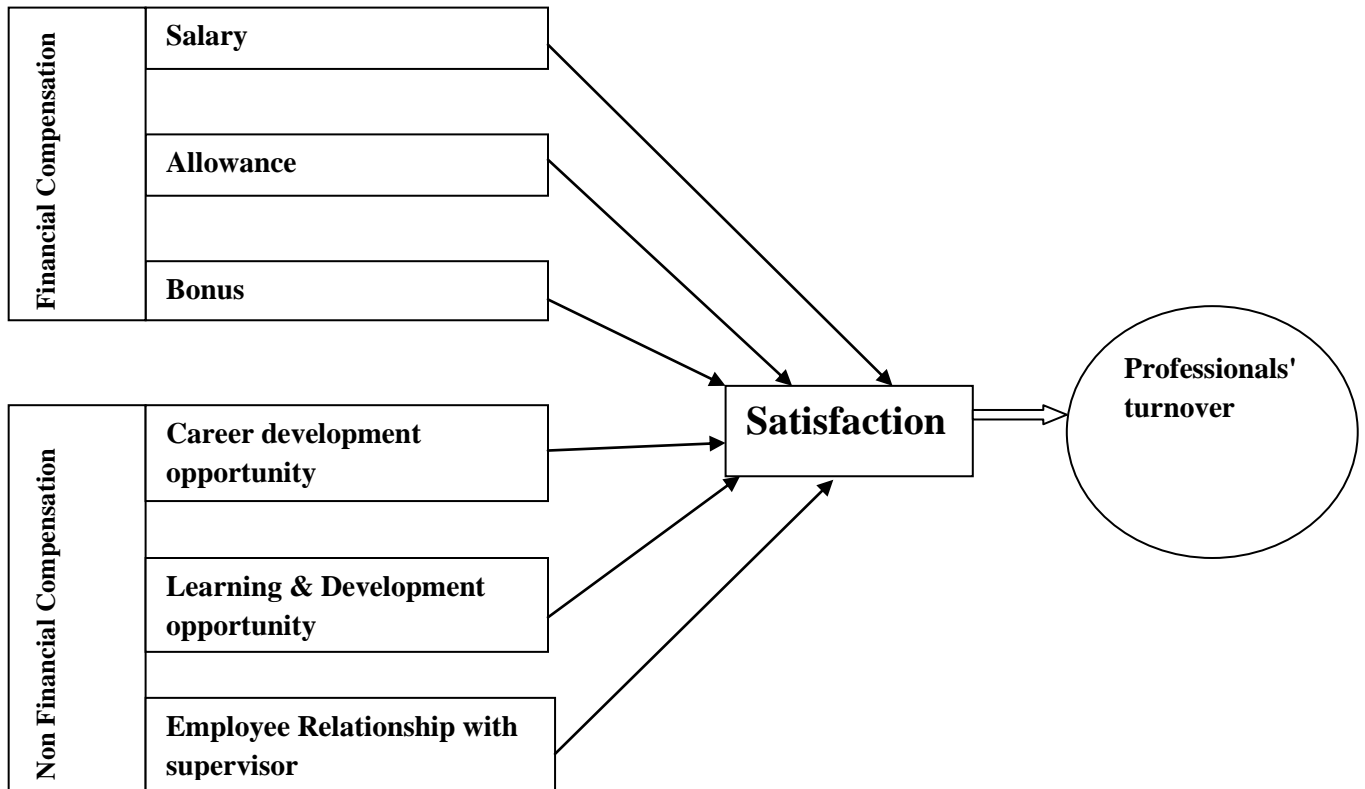 Financial Compensation
Salary
Allowance
Bonus
Non Financial Compensation
Career development
opportunity
Learning & Development
opportunity
Employee Relationship with
supervisor
Satisfaction
Professionals'
turnover